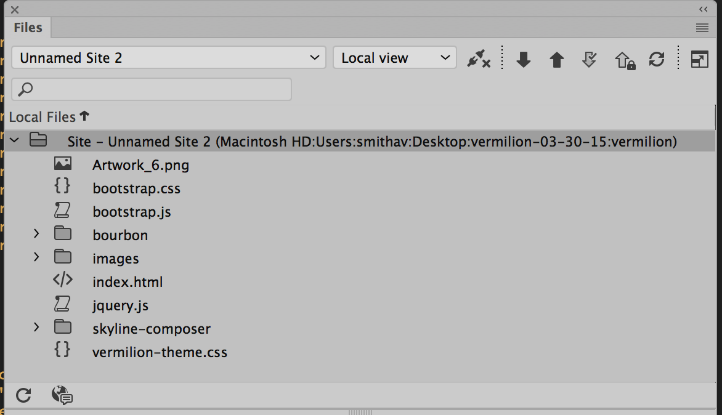 Files
Unnamed Site 2 Local view
Local Files
Site - Unnamed Site 2 (Macintosh HD:Users:smithav:Desktop:vermilion-03-30-15:vermilion)
Artwork_6.png
bootstrap.css
bootstrap.js
bourbon
images
index.html
jquery.js
skyline-composer
vermilion-theme.css